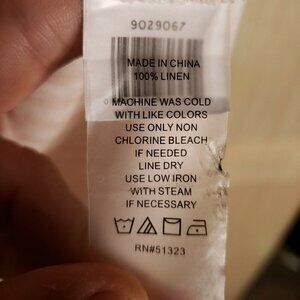 9029067
MADE IN CHINA
100% LINEN
MACHINE WAS COLD
WITH LIKE COLORS
USE ONLY NON
CHLORINE BLEACH
IF NEEDED
LINE DRY
USE LOW IRON
WITH STEAM
IF NECESSARY
RN#51323